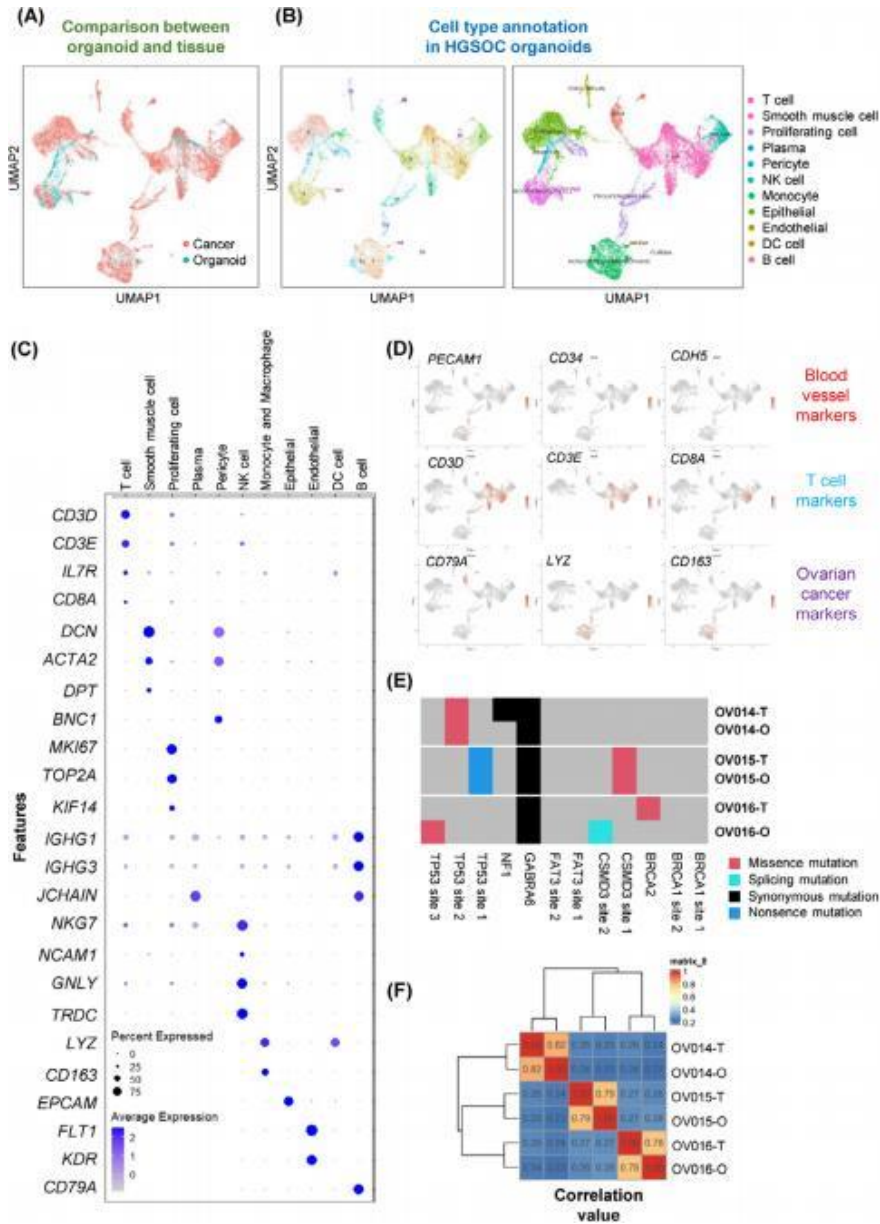 (A)
Comparison between
organoid and tissue
UMAP2
Cancer
Organoid
UMAP1
(B)
Cell type annotation
in HGSOC organoids
UMAP2
UMAP1
UMAP1
T cell
Smooth muscle cell
Proliferating cell
Plasma
Pericyte
NK cell
Monocyte
Epithelial
Endothelial
DC cell
B cell
(C)
T cell
Smooth muscle cell
Proliferating cell
Plasma
Pericyte
NK cell
Monocyte and Macrophage
Epithelial
Endothelial
DC cell
B cell
Features
CD3D
CD3E
IL7R
CD8A
DCN
ACTA2
DPT
BNC1
MKI67
TOP2A
KIF14
IGHG1
IGHG3
JCHAIN
NKG7
NCAM1
GNLY
TRDC
LYZ
CD163
EPCAM
FLT1
KDR
CD79A
Percent Expressed
0
25
50
75
Average Expression
2
1
0
(D)
PECAM1
CD34
CDH5
Blood
vessel
markers
CD3D
CD3E
CD8A
T cell
markers
CD79A
LYZ
CD163
Ovarian
cancer
markers
(E)
OV014-T
OV014-O
OV015-T
OV015-O
OV016-T
OV016-O
TP53 site 3
TP53 site 2
TP53 site 1
NF1
GABRA6
FAT3 site 2
FAT3 site 1
CSMD3 site 2
CSMD3 site 1
BRCA2
BRCA1 site 2
BRCA1 site 1
Missence mutation
Splicing mutation
Synonymous mutation
Nonsence mutation
(F)
1
0.8
0.6
0.4
0.2
0.82
OV014-T
0.82
OV014-O
0.79
OV015-T
0.79
OV015-O
0.78
OV016-T
0.78
OV016-O
Correlation
value